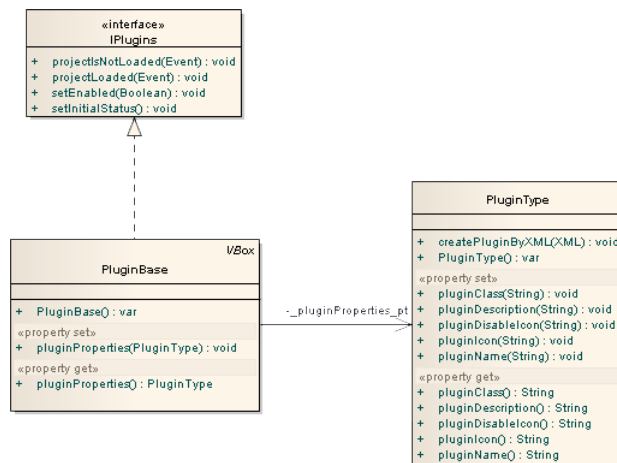 «interface»
IPlugins
+ projectIsNotLoaded(Event) : void
+ projectLoaded(Event) : void
+ setEnabled(Boolean) : void
+ setInitialStatus() : void
VBox
PluginBase
+ PluginBase() : var
«property set»
+ pluginProperties(PluginType) : void
«property get»
+ pluginProperties() : PluginType
-_pluginProperties_pt
PluginType
+ createPluginByXML(XML) : void
+ PluginType() : var
«property set»
+ pluginClass(String) : void
+ pluginDescription(String) : void
+ pluginDisableIcon(String) : void
+ pluginIcon(String) : void
+ pluginName(String) : void
«property get»
+ pluginClass() : String
+ pluginDescription() : String
+ pluginDisableIcon() : String
+ pluginIcon() : String
+ pluginName() : String